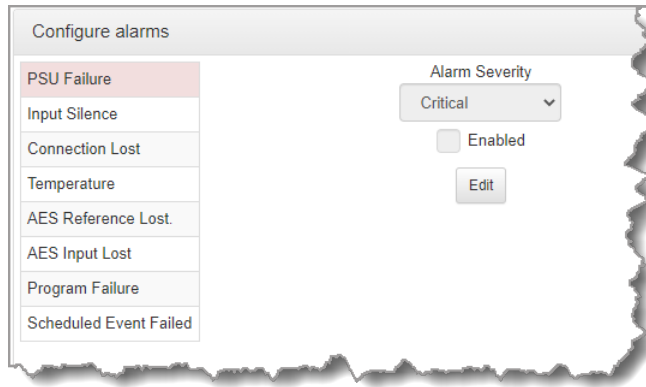 Configure alarms
PSU Failure
Input Silence
Connection Lost
Temperature
AES Reference Lost.
AES Input Lost
Program Failure
Scheduled Event Failed
Alarm Severity
Critical
Enabled
Edit